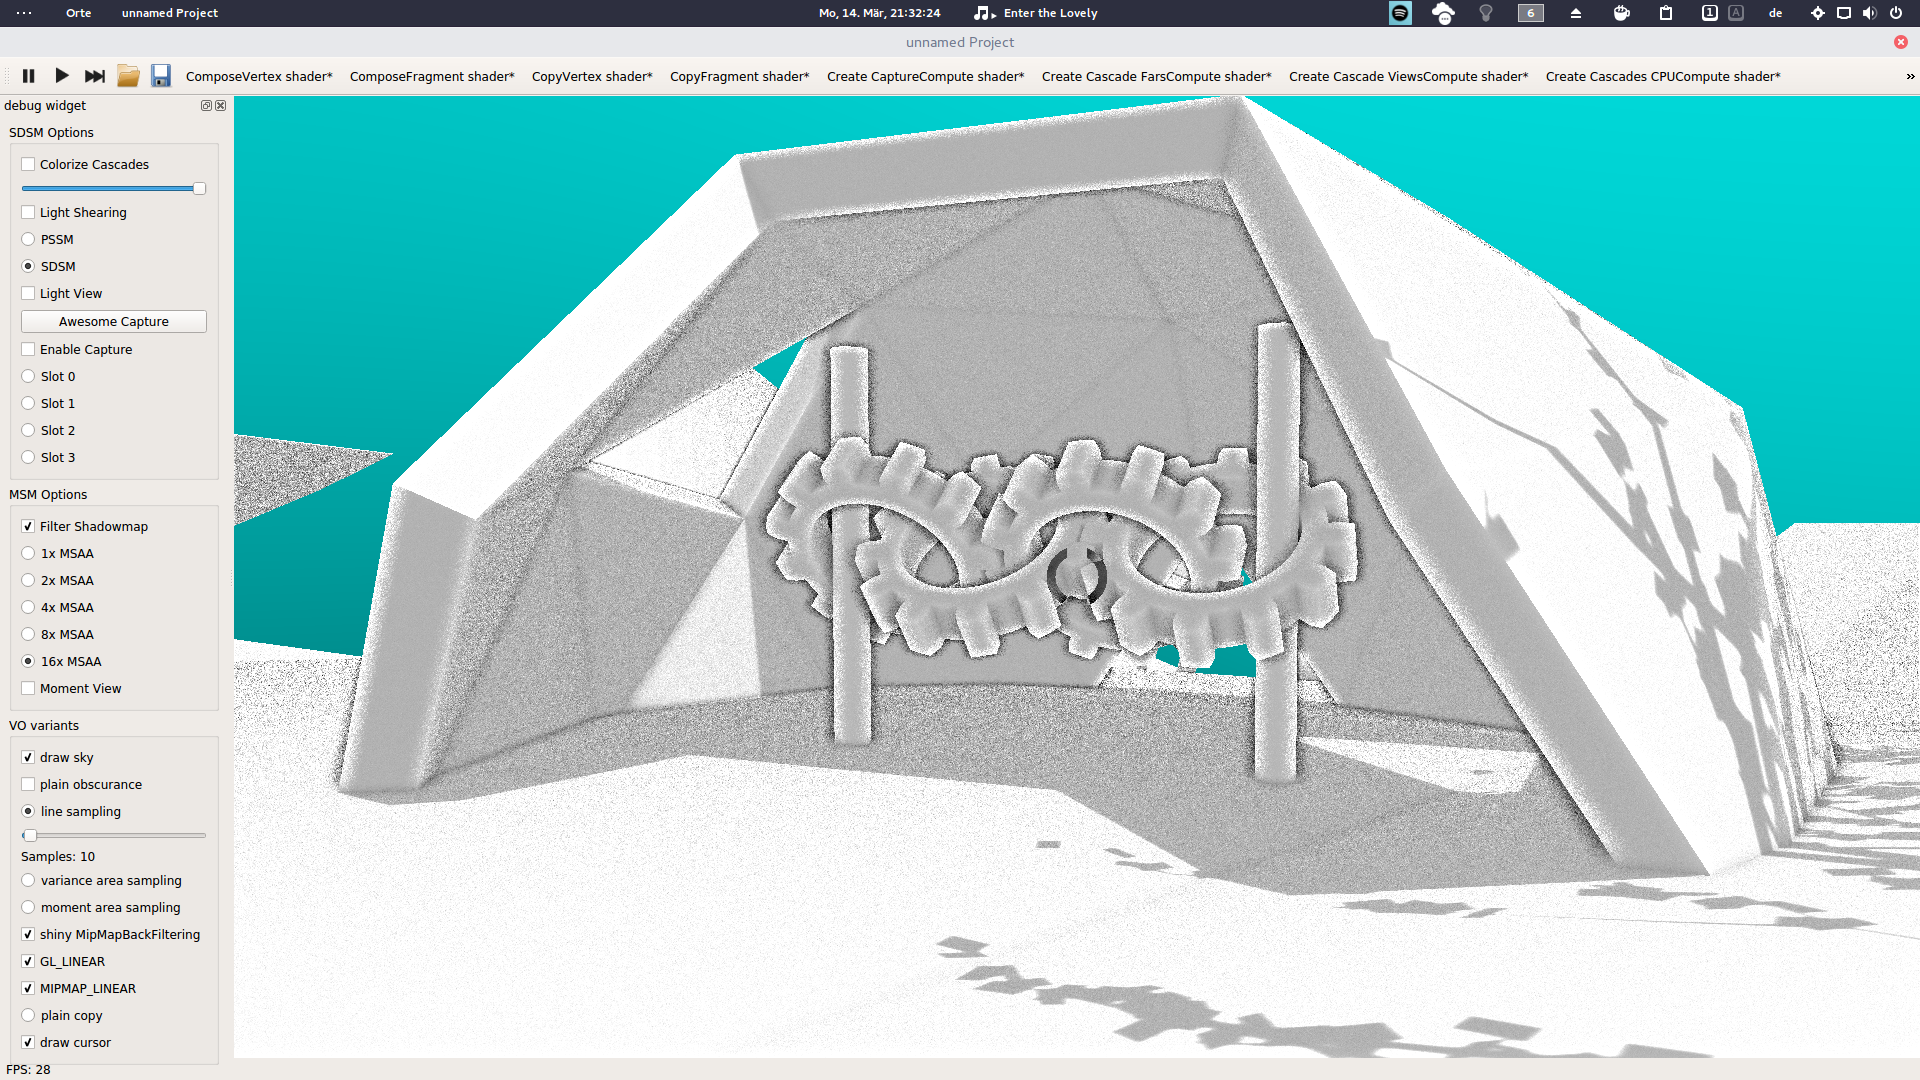 Orte unnamed Project Mo, 14. Mär, 21:32:24 Enter the Lovely 6 1 A de
unnamed Project
ComposeVertex shader* ComposeFragment shader* CopyVertex shader* CopyFragment shader* Create CaptureCompute shader* Create Cascade FarsCompute shader* Create Cascade ViewsCompute shader* Create Cascades CPUCompute shader* »
debug widget
SDSM Options
Colorize Cascades
Light Shearing
PSSM
SDSM
Light View
Awesome Capture
Enable Capture
Slot 0
Slot 1
Slot 2
Slot 3
MSM Options
Filter Shadowmap
1x MSAA
2x MSAA
4x MSAA
8x MSAA
16x MSAA
Moment View
VO variants
draw sky
plain obscurance
line sampling
Samples: 10
variance area sampling
moment area sampling
shiny MipMapBackFiltering
GL_LINEAR
MIPMAP_LINEAR
plain copy
draw cursor
FPS: 28